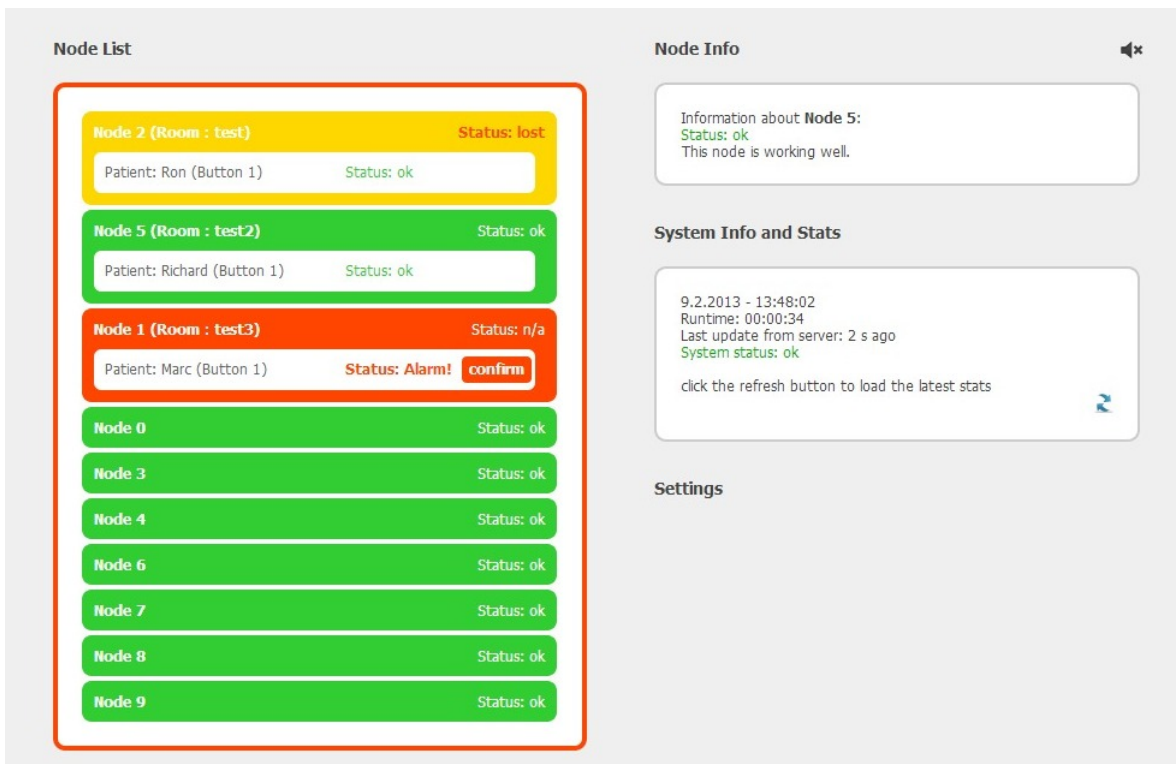 Node List
Node 2 (Room : test) Status: lost
Patient: Ron (Button 1) Status: ok
Node 5 (Room : test2) Status: ok
Patient: Richard (Button 1) Status: ok
Node 1 (Room : test3) Status: n/a
Patient: Marc (Button 1) Status: Alarm! confirm
Node 0 Status: ok
Node 3 Status: ok
Node 4 Status: ok
Node 6 Status: ok
Node 7 Status: ok
Node 8 Status: ok
Node 9 Status: ok
Node Info
Information about Node 5:
Status: ok
This node is working well.
System Info and Stats
9.2.2013 - 13:48:02
Runtime: 00:00:34
Last update from server: 2 s ago
System status: ok
click the refresh button to load the latest stats
Settings